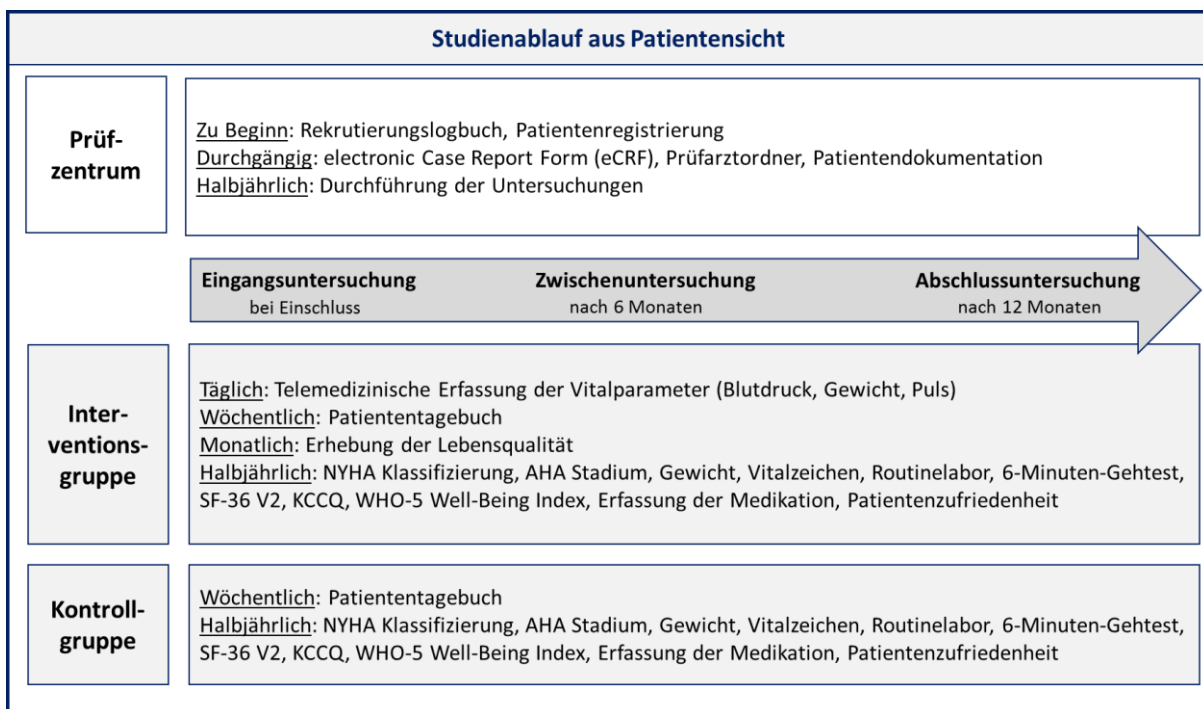 Studienablauf aus Patientensicht
Prüf-
zentrum
Zu Beginn: Rekrutierungslogbuch, Patientenregistrierung
Durchgängig: electronic Case Report Form (eCRF), Prüfarztordner, Patientendokumentation
Halbjährlich: Durchführung der Untersuchungen
Eingangsuntersuchung
bei Einschluss
Zwischenuntersuchung
nach 6 Monaten
Abschlussuntersuchung
nach 12 Monaten
Inter-
ventions-
gruppe
Täglich: Telemedizinische Erfassung der Vitalparameter (Blutdruck, Gewicht, Puls)
Wöchentlich: Patiententagebuch
Monatlich: Erhebung der Lebensqualität
Halbjährlich: NYHA Klassifizierung, AHA Stadium, Gewicht, Vitalzeichen, Routinelabor, 6-Minuten-Gehtest,
SF-36 V2, KCCQ, WHO-5 Well-Being Index, Erfassung der Medikation, Patientenzufriedenheit
Kontroll-
gruppe
Wöchentlich: Patiententagebuch
Halbjährlich: NYHA Klassifizierung, AHA Stadium, Gewicht, Vitalzeichen, Routinelabor, 6-Minuten-Gehtest,
SF-36 V2, KCCQ, WHO-5 Well-Being Index, Erfassung der Medikation, Patientenzufriedenheit